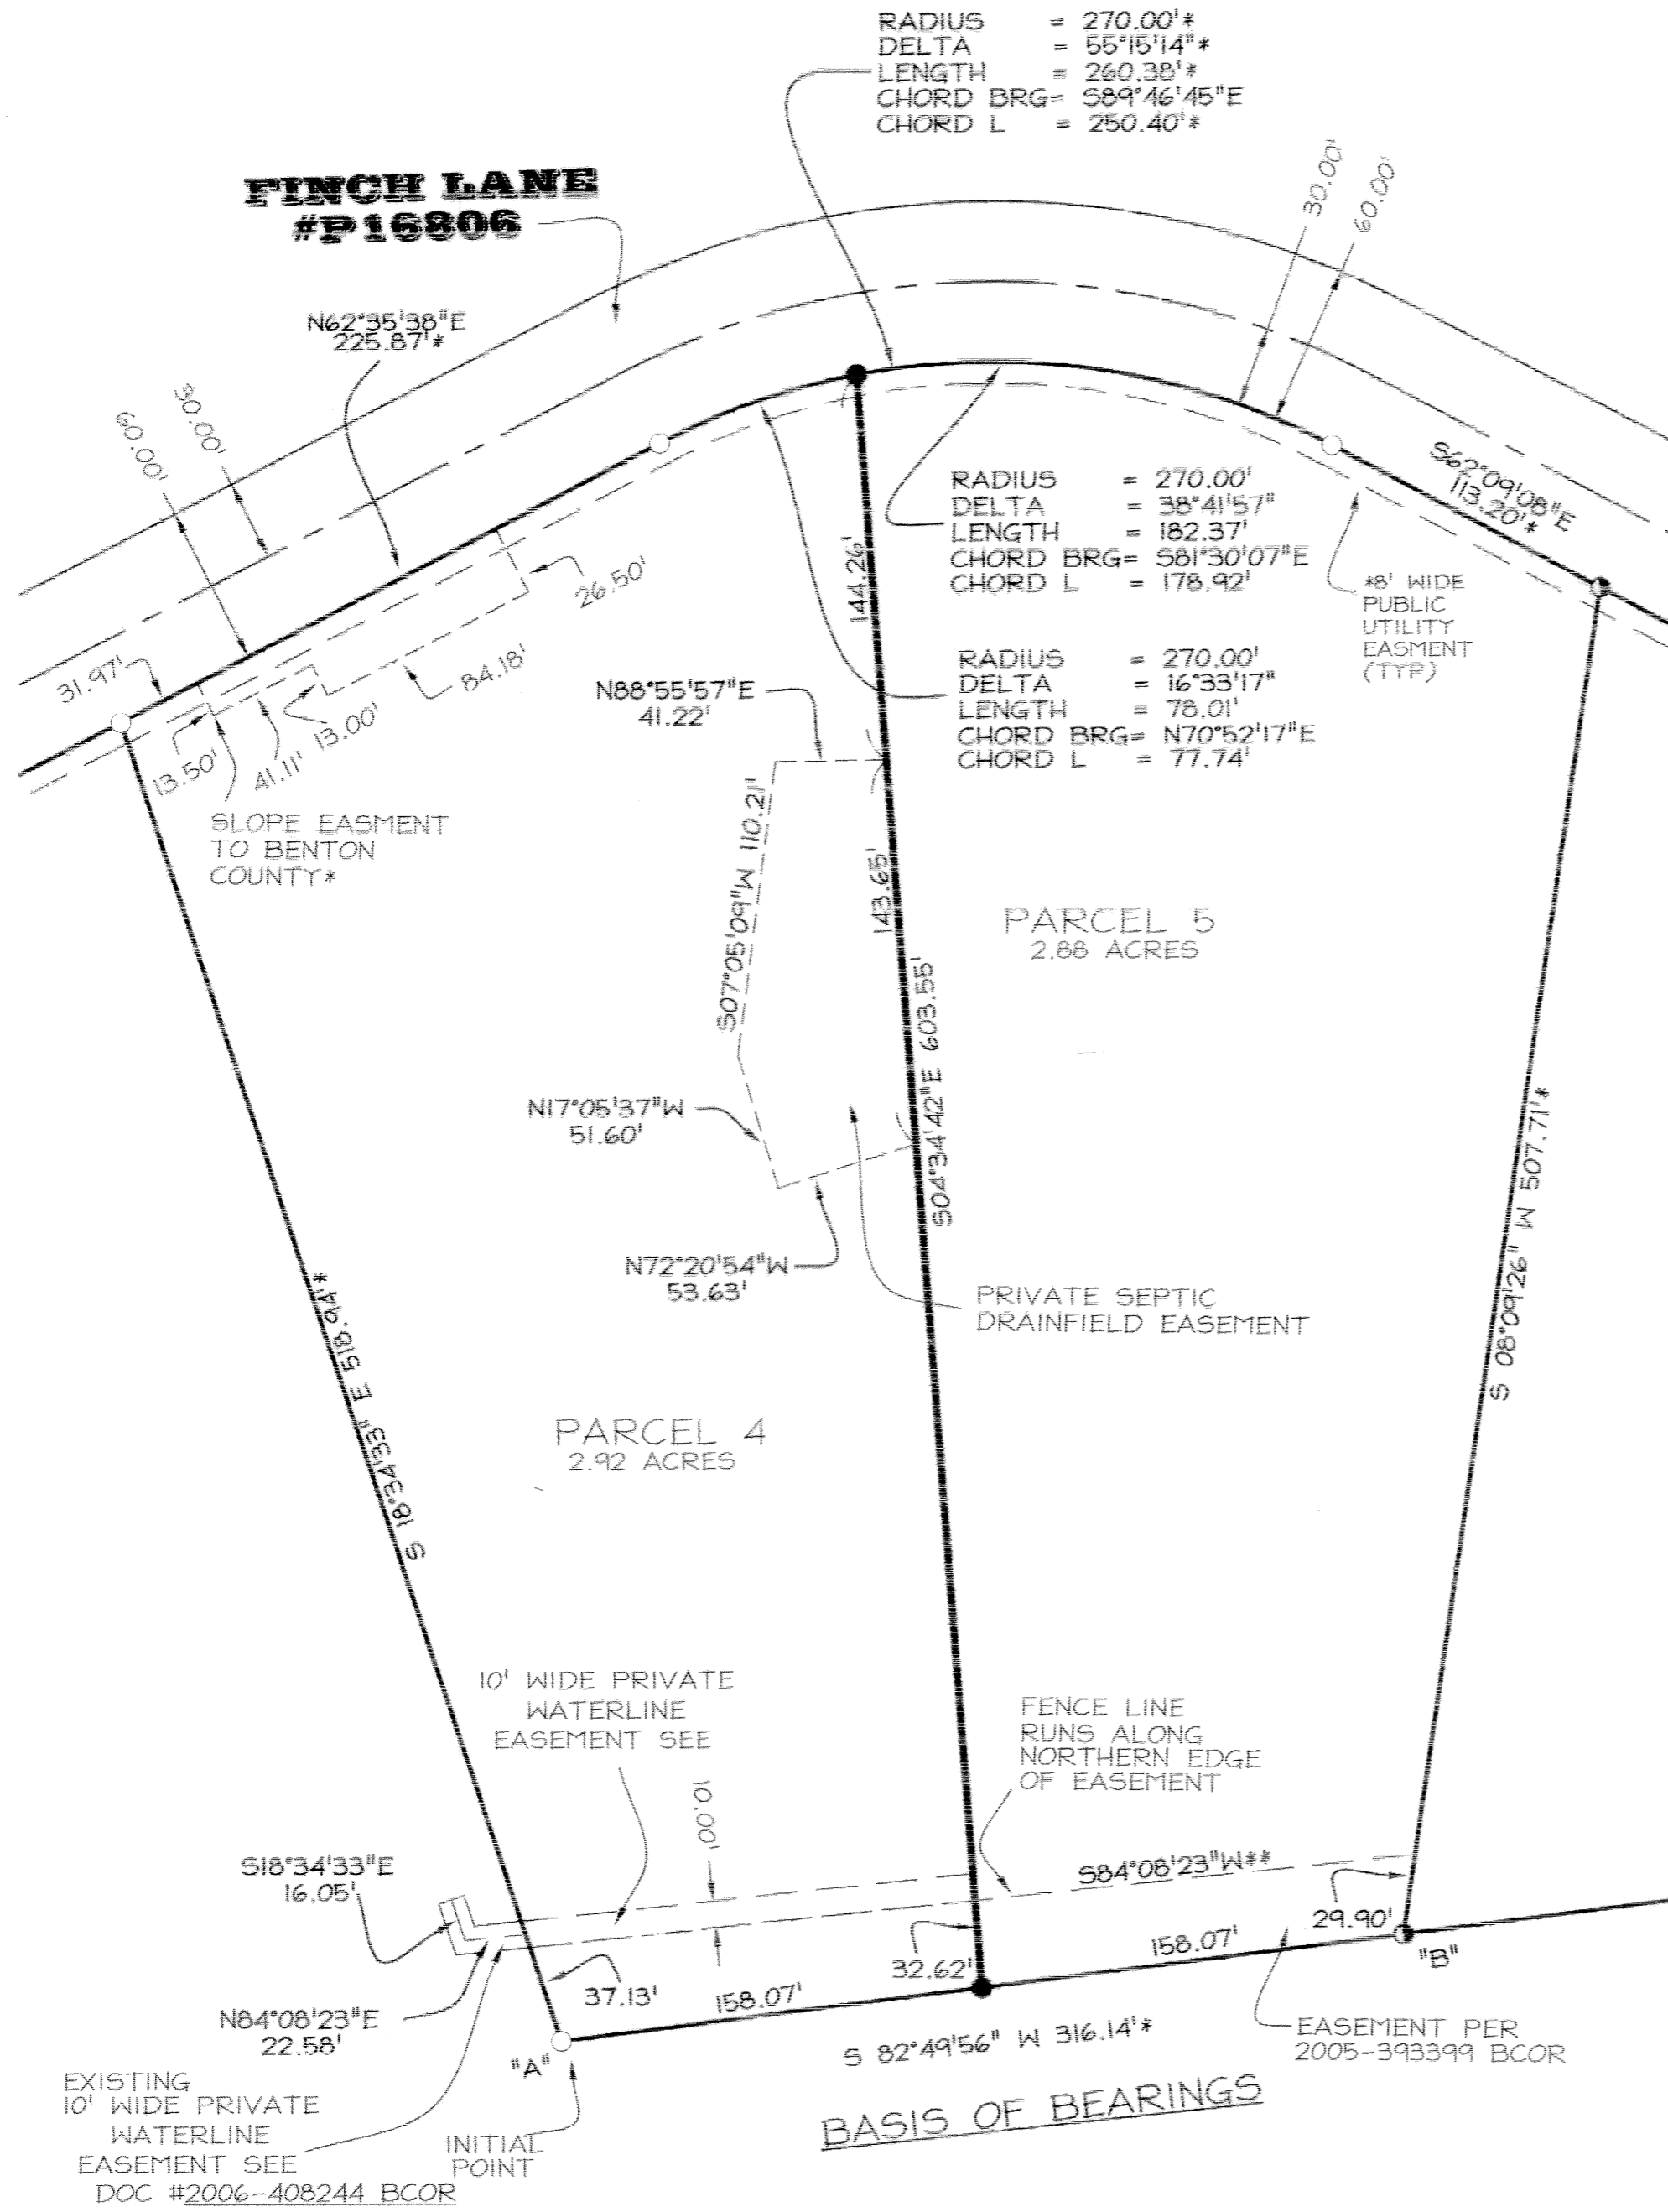 RADIUS = 270.00'*
DELTA = 55°15'14"*
LENGTH = 260.38'*
CHORD BRG= S89°46'45"E
CHORD L = 250.40'*
FINCH LANE
#P16806
30.00'
60.00'
N62°35'38"E
225.87'*
30.00'
60.00'
S62°09'08"E
113.20'*
RADIUS = 270.00'
DELTA = 38°41'57"
LENGTH = 182.37'
CHORD BRG= S81°30'07"E
CHORD L = 178.92'
144.26'
26.50'
*8' WIDE
PUBLIC
UTILITY
EASMENT
(TYP)
RADIUS = 270.00'
DELTA = 16°33'17"
LENGTH = 78.01'
CHORD BRG= N70°52'17"E
CHORD L = 77.74'
31.97'
84.18'
N88°55'57"E
41.22'
13.00'
13.50'
41.11'
SLOPE EASMENT
TO BENTON
COUNTY*
S07°05'09"W 110.21'
143.65'
PARCEL 5
2.88 ACRES
S04°34'42"E 603.55'
N17°05'37"W
51.60'
S 08°09'26" W 507.71'*
N72°20'54"W
53.63'
PRIVATE SEPTIC
DRAINFIELD EASEMENT
S 18°34'33" E 518.94'*
PARCEL 4
2.92 ACRES
10' WIDE PRIVATE
WATERLINE
EASEMENT SEE
10.00'
FENCE LINE
RUNS ALONG
NORTHERN EDGE
OF EASEMENT
S18°34'33"E
16.05'
S84°08'23"W**
29.90'
"B"
158.07'
32.62'
37.13'
158.07'
N84°08'23"E
22.58'
"A"
S 82°49'56" W 316.14'*
EASEMENT PER
2005-393399 BCOR
BASIS OF BEARINGS
EXISTING
10' WIDE PRIVATE
WATERLINE
EASEMENT SEE
DOC #2006-408244 BCOR
INITIAL
POINT